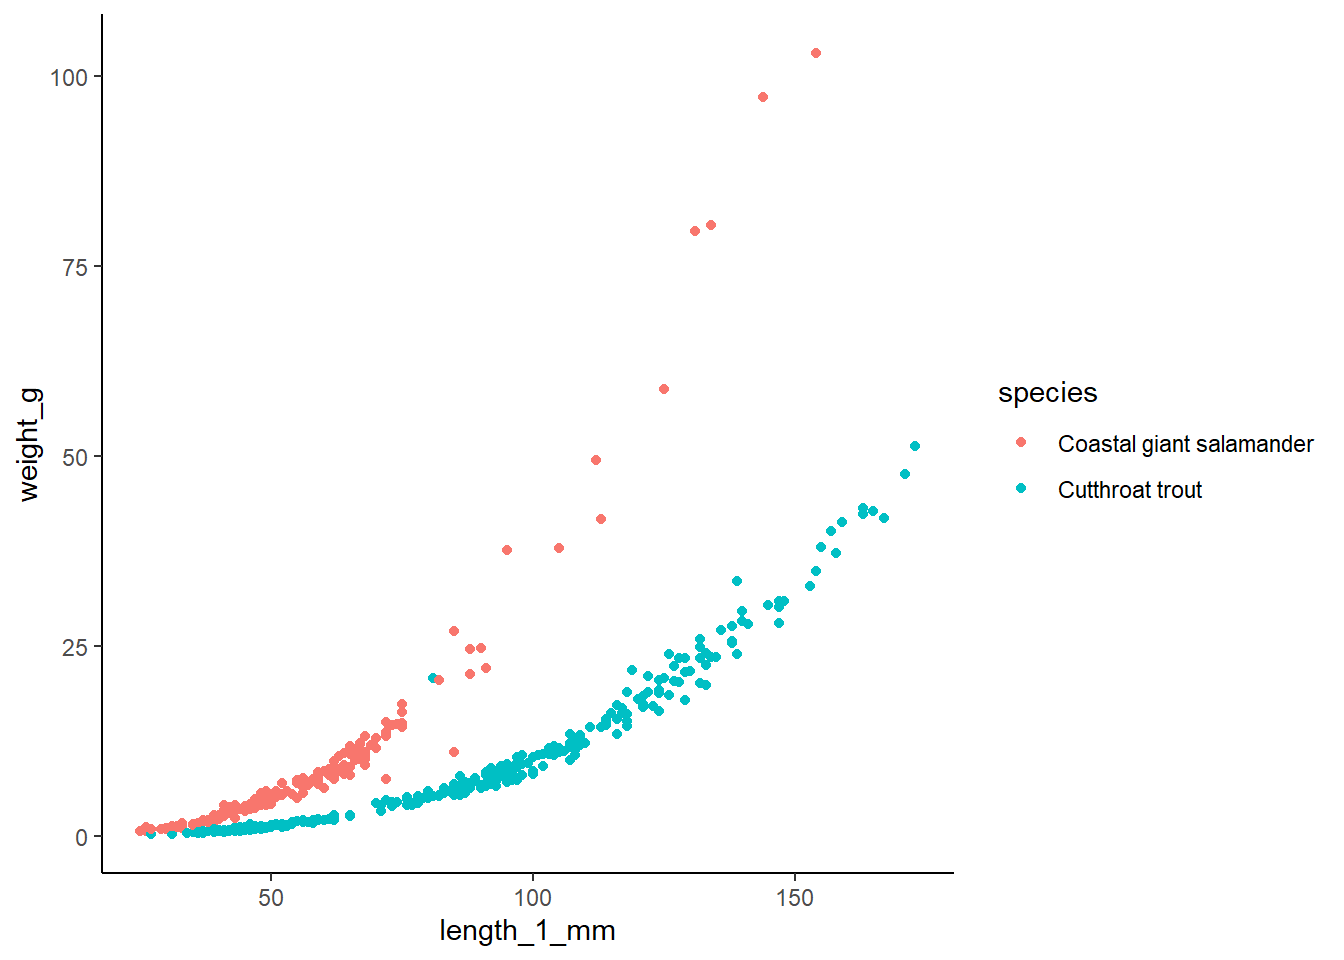 100
75
50
25
0
weight_g
50
100
150
length_1_mm
species
Coastal giant salamander
Cutthroat trout